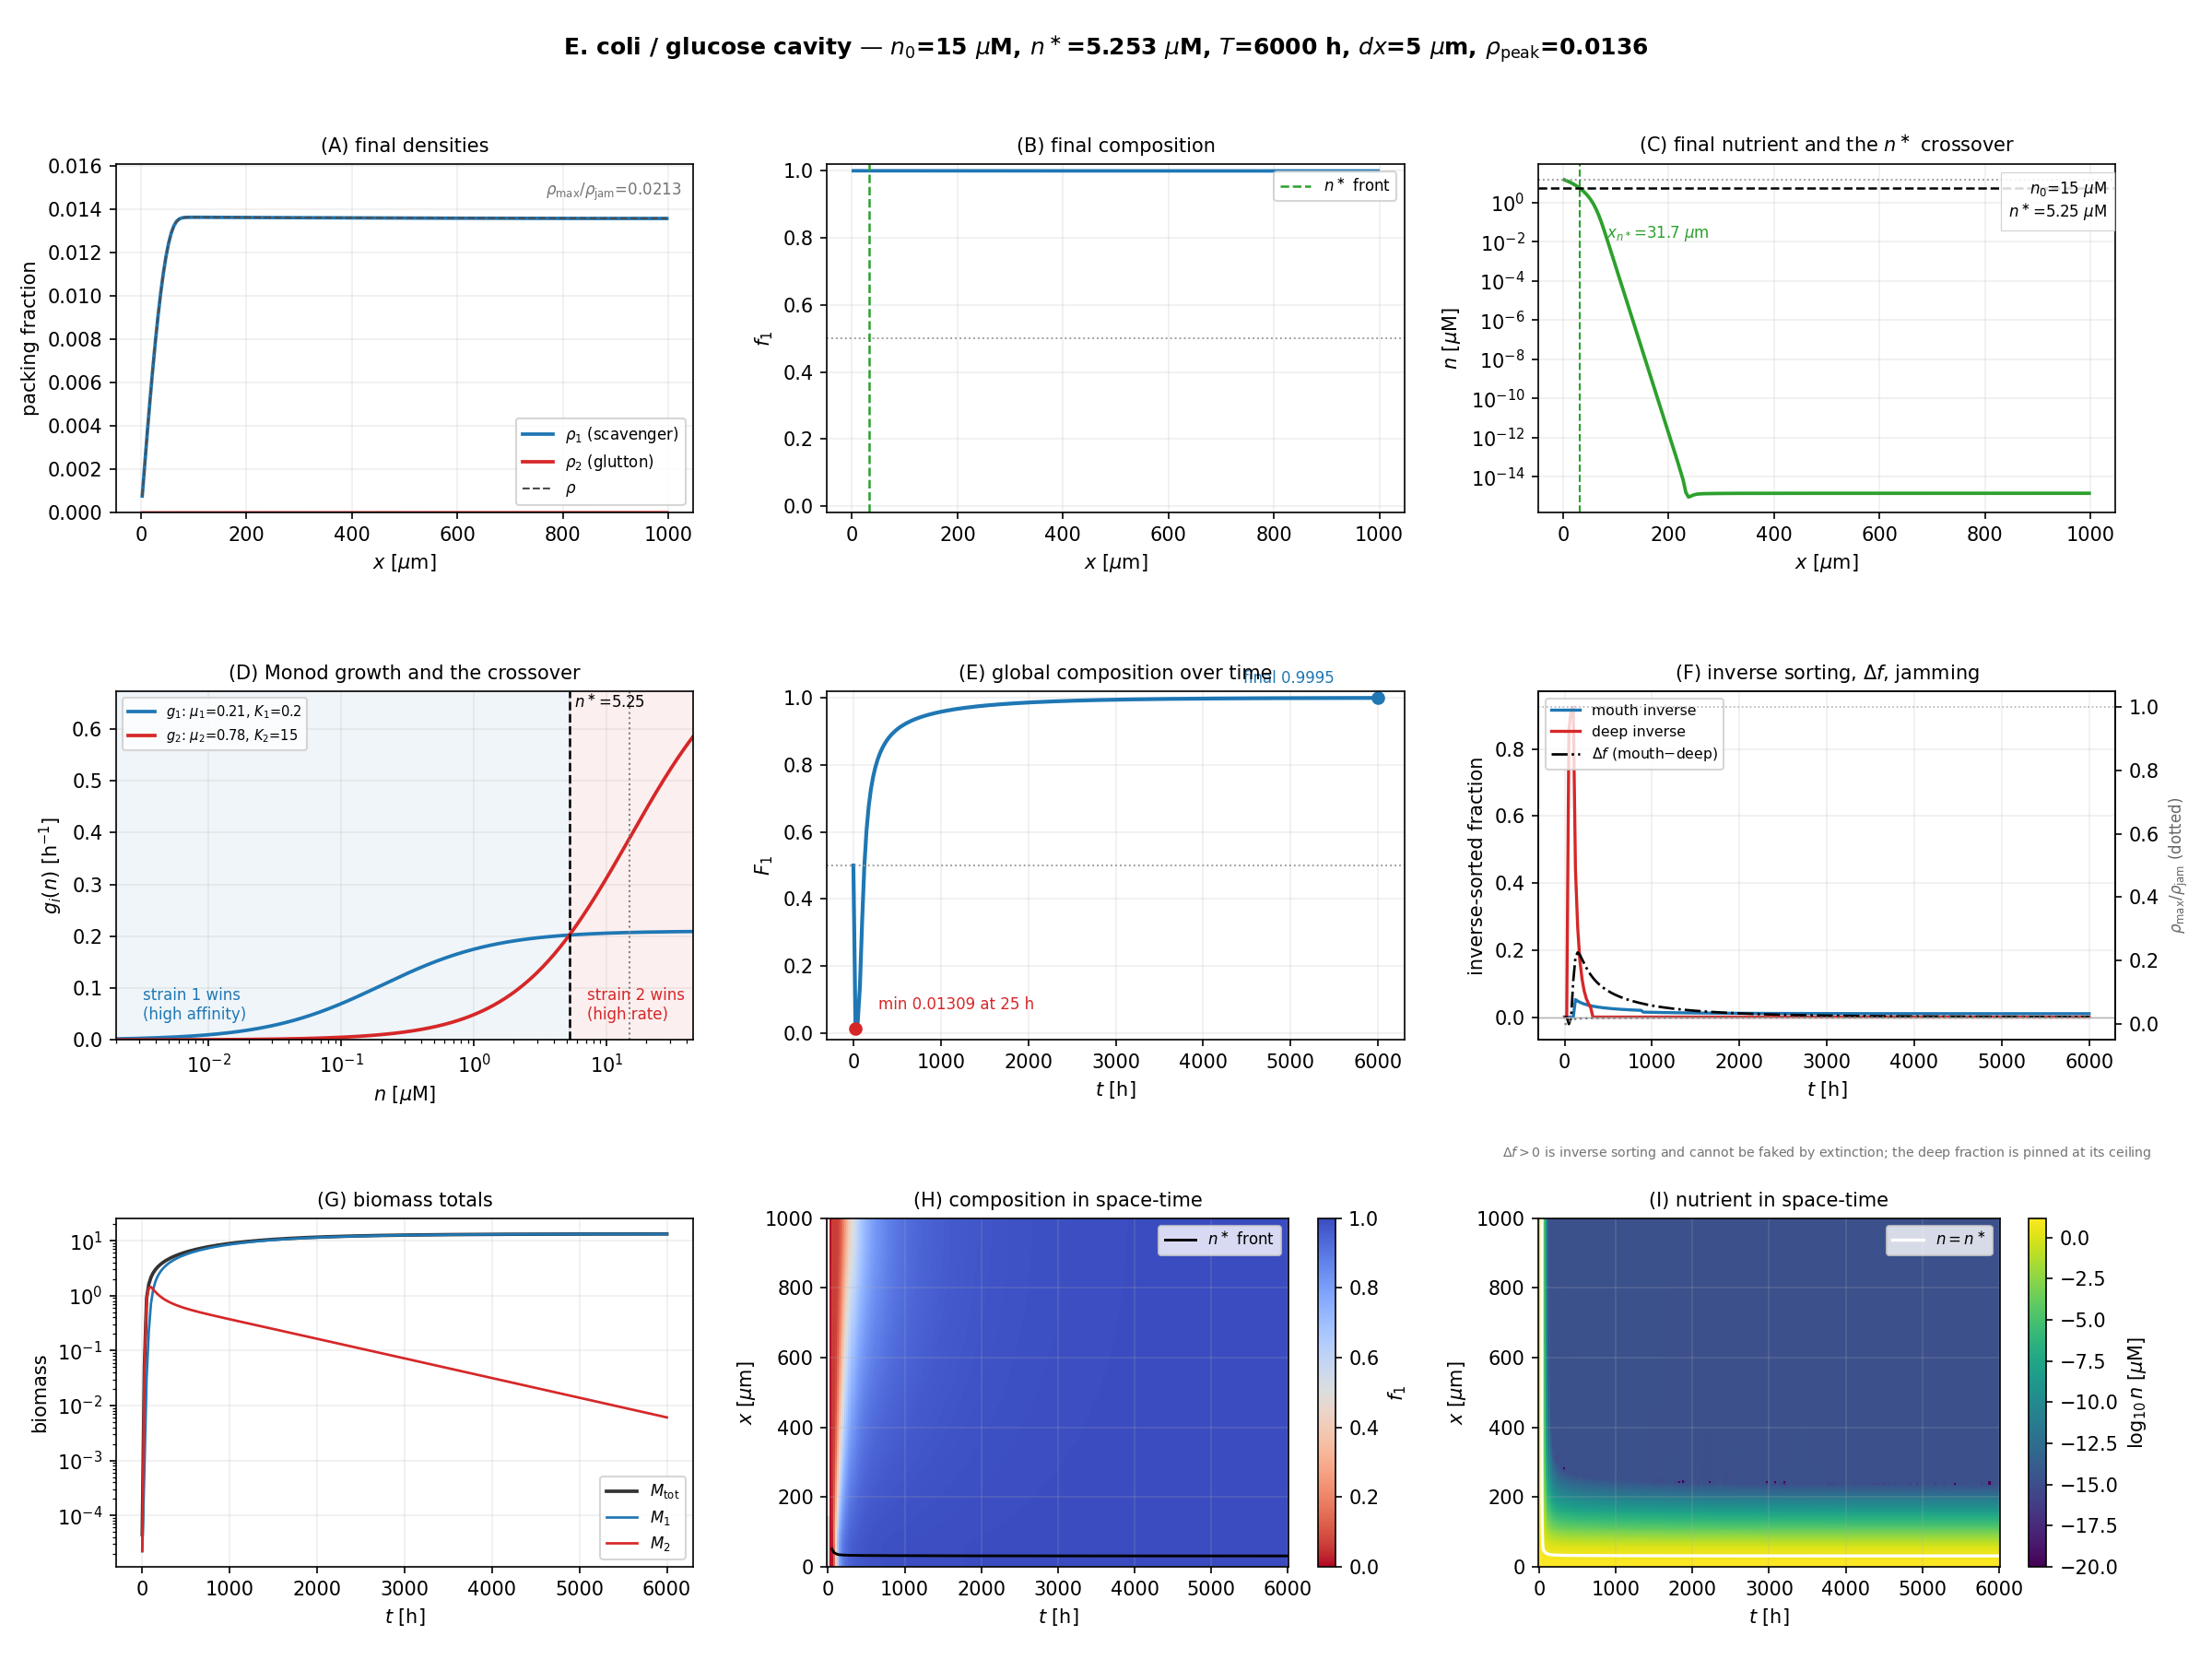 E. coli / glucose cavity — n₀=15 μM, n*=5.253 μM, T=6000 h, dx=5 μm, ρpeak=0.0136
(A) final densities
ρmax/ρjam=0.0213
packing fraction
0.016
0.014
0.012
0.010
0.008
0.006
0.004
0.002
0.000
ρ₁ (scavenger)
ρ₂ (glutton)
ρ
0 200 400 600 800 1000
x [μm]
(B) final composition
n* front
f₁
1.0
0.8
0.6
0.4
0.2
0.0
0 200 400 600 800 1000
x [μm]
(C) final nutrient and the n* crossover
n₀=15 μM
n*=5.25 μM
xn*=31.7 μm
n [μM]
10⁰
10⁻²
10⁻⁴
10⁻⁶
10⁻⁸
10⁻¹⁰
10⁻¹²
10⁻¹⁴
0 200 400 600 800 1000
x [μm]
(D) Monod growth and the crossover
g₁: μ₁=0.21, K₁=0.2
g₂: μ₂=0.78, K₂=15
n*=5.25
gᵢ(n) [h⁻¹]
0.6
0.5
0.4
0.3
0.2
0.1
0.0
strain 1 wins
(high affinity)
strain 2 wins
(high rate)
10⁻² 10⁻¹ 10⁰ 10¹
n [μM]
(E) global composition over time
final 0.9995
F₁
1.0
0.8
0.6
0.4
0.2
0.0
min 0.01309 at 25 h
0 1000 2000 3000 4000 5000 6000
t [h]
(F) inverse sorting, Δf, jamming
mouth inverse
deep inverse
Δf (mouth−deep)
inverse-sorted fraction
0.8
0.6
0.4
0.2
0.0
1.0
0.8
0.6
0.4
0.2
0.0
ρmax/ρjam (dotted)
0 1000 2000 3000 4000 5000 6000
t [h]
Δf > 0 is inverse sorting and cannot be faked by extinction; the deep fraction is pinned at its ceiling
(G) biomass totals
biomass
10¹
10⁰
10⁻¹
10⁻²
10⁻³
10⁻⁴
Mtot
M₁
M₂
0 1000 2000 3000 4000 5000 6000
t [h]
(H) composition in space-time
n* front
x [μm]
1000
800
600
400
200
0
0 1000 2000 3000 4000 5000 6000
t [h]
1.0
0.8
0.6
0.4
0.2
0.0
f₁
(I) nutrient in space-time
n = n*
x [μm]
1000
800
600
400
200
0
0 1000 2000 3000 4000 5000 6000
t [h]
0.0
−2.5
−5.0
−7.5
−10.0
−12.5
−15.0
−17.5
−20.0
log₁₀ n [μM]